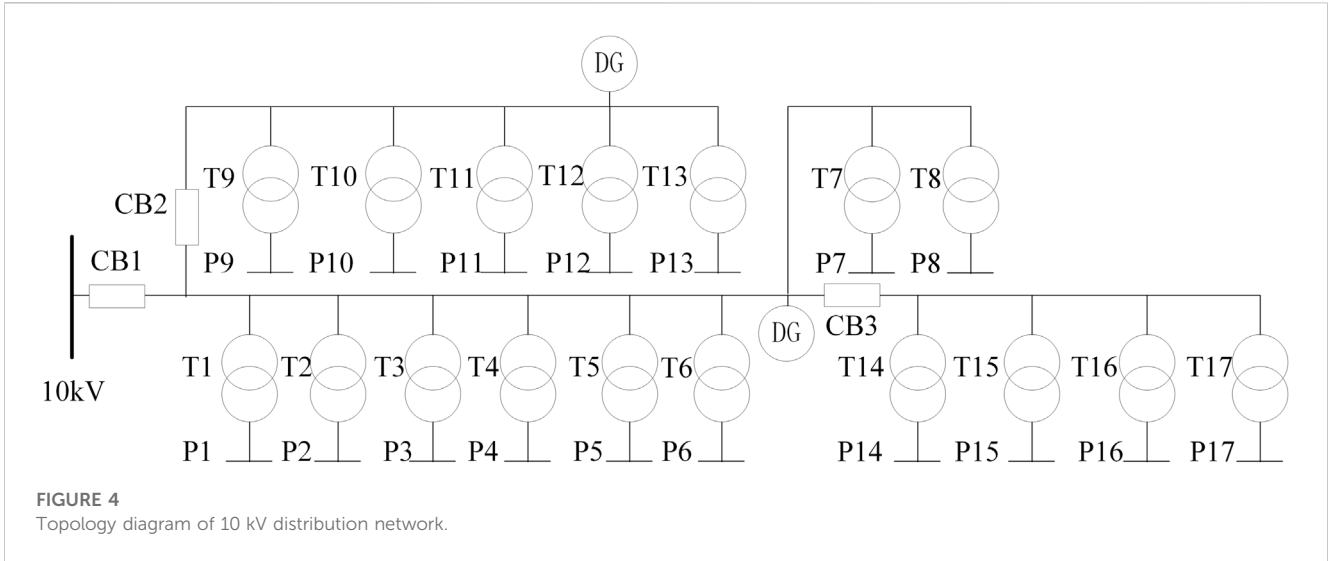 DG
T9 T10 T11 T12 T13 T7 T8
CB2
P9 P10 P11 P12 P13 P7 P8
CB1
DG CB3
T1 T2 T3 T4 T5 T6 T14 T15 T16 T17
10kV
P1 P2 P3 P4 P5 P6 P14 P15 P16 P17
FIGURE 4
Topology diagram of 10 kV distribution network.